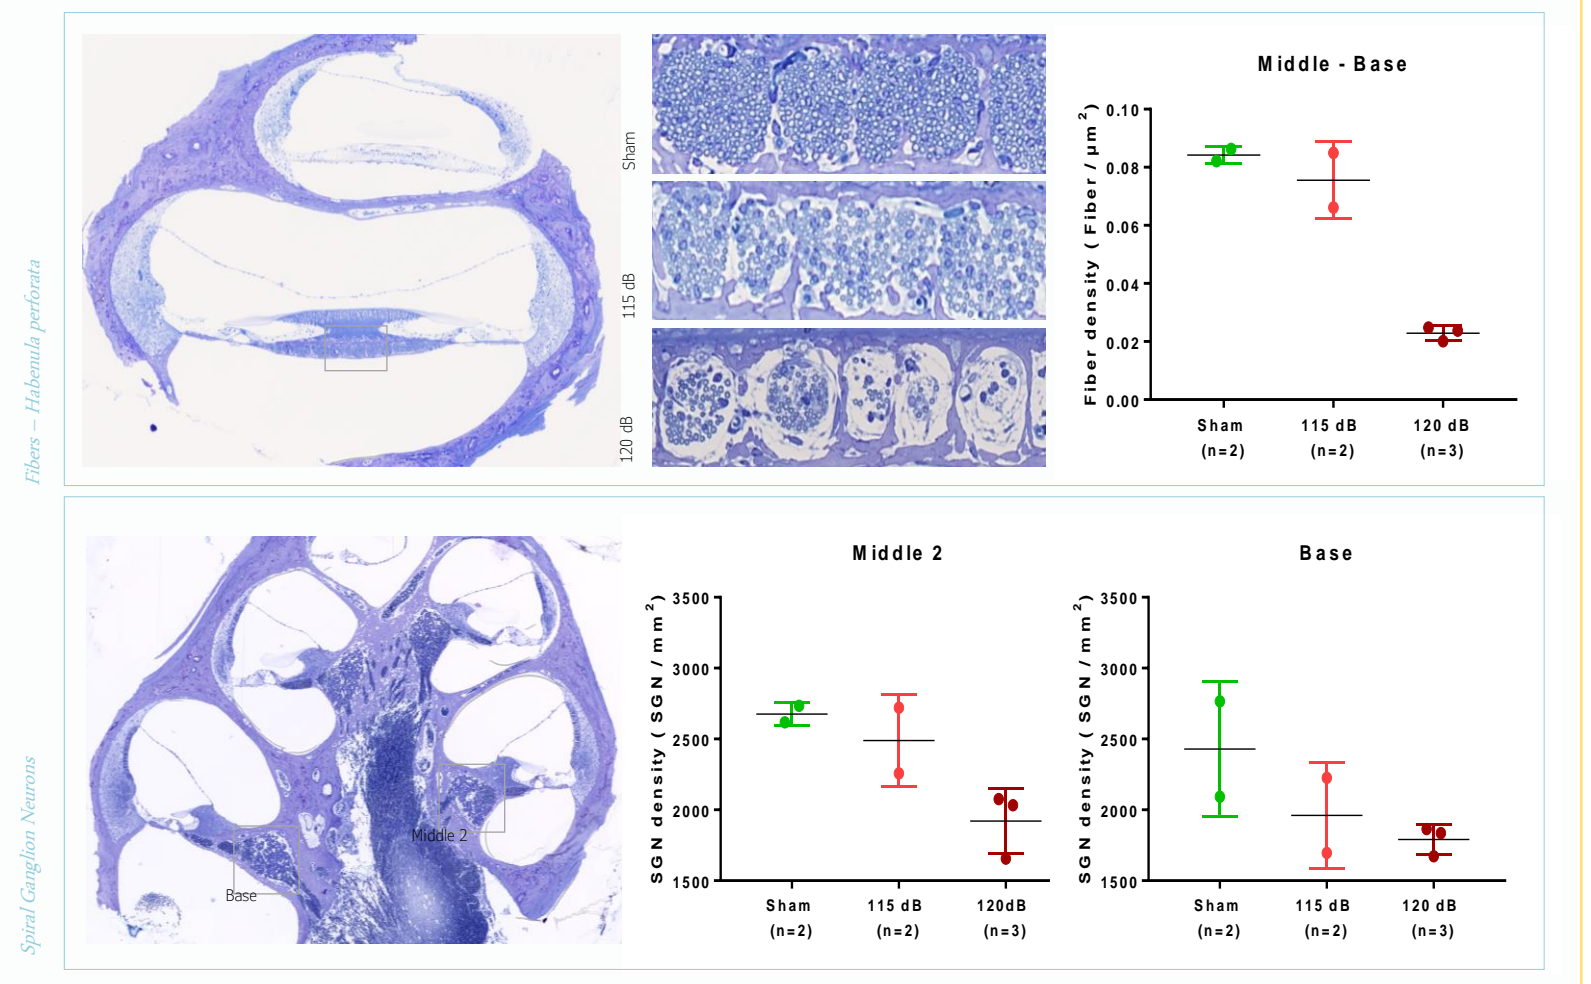 Fibers – Habenula perforata
Sham
115 dB
120 dB
Middle - Base
Fiber density ( Fiber / µm²)
0.10
0.08
0.06
0.04
0.02
0.00
Sham
(n=2)
115 dB
(n=2)
120 dB
(n=3)
Spiral Ganglion Neurons
Middle 2
Base
Middle 2
SGN density ( SGN / mm²)
3500
3000
2500
2000
1500
Sham
(n=2)
115 dB
(n=2)
120dB
(n=3)
Base
SGN density ( SGN / mm²)
3500
3000
2500
2000
1500
Sham
(n=2)
115 dB
(n=2)
120 dB
(n=3)